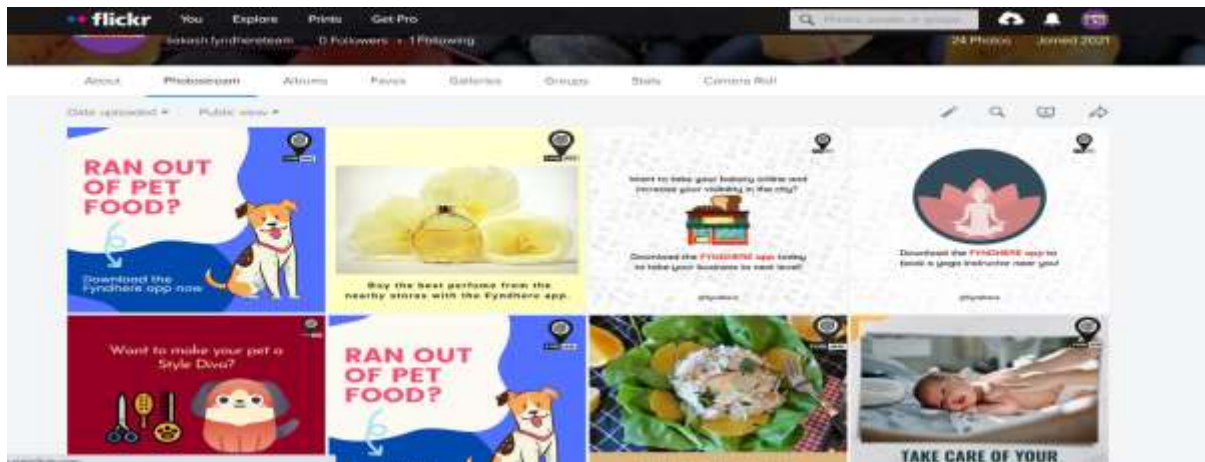 flickr You Explore Prints Get Pro
sakash.fyndhereteam 0 Followers • 1 Following 24 Photos Joined 2021
About Photostream Albums Faves Galleries Groups Stats Camera Roll
Date uploaded Public view
RAN OUT
OF PET
FOOD?
Download the
Fyndhere app now
Buy the best perfume from the
nearby stores with the Fyndhere app.
Want to take your bakery online and
increase your visibility in the city?
Download the FYNDHERE app today
to take your business to next level!
@fyndhere
Download the FYNDHERE app to
book a yoga instructor near you!
@fyndhere
Want to make your pet a
Style Diva?
RAN OUT
OF PET
FOOD?
TAKE CARE OF YOUR